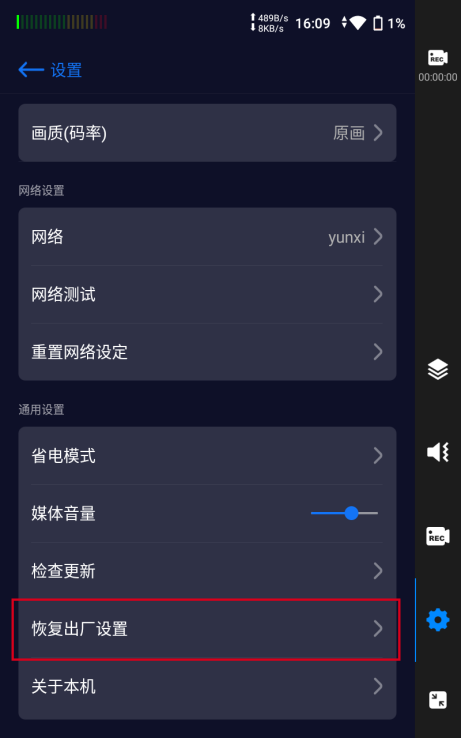 489B/s
8KB/s
16:09
1%
REC
00:00:00
设置
画质(码率)
原画
网络设置
网络
yunxi
网络测试
重置网络设定
通用设置
省电模式
媒体音量
REC
检查更新
恢复出厂设置
关于本机